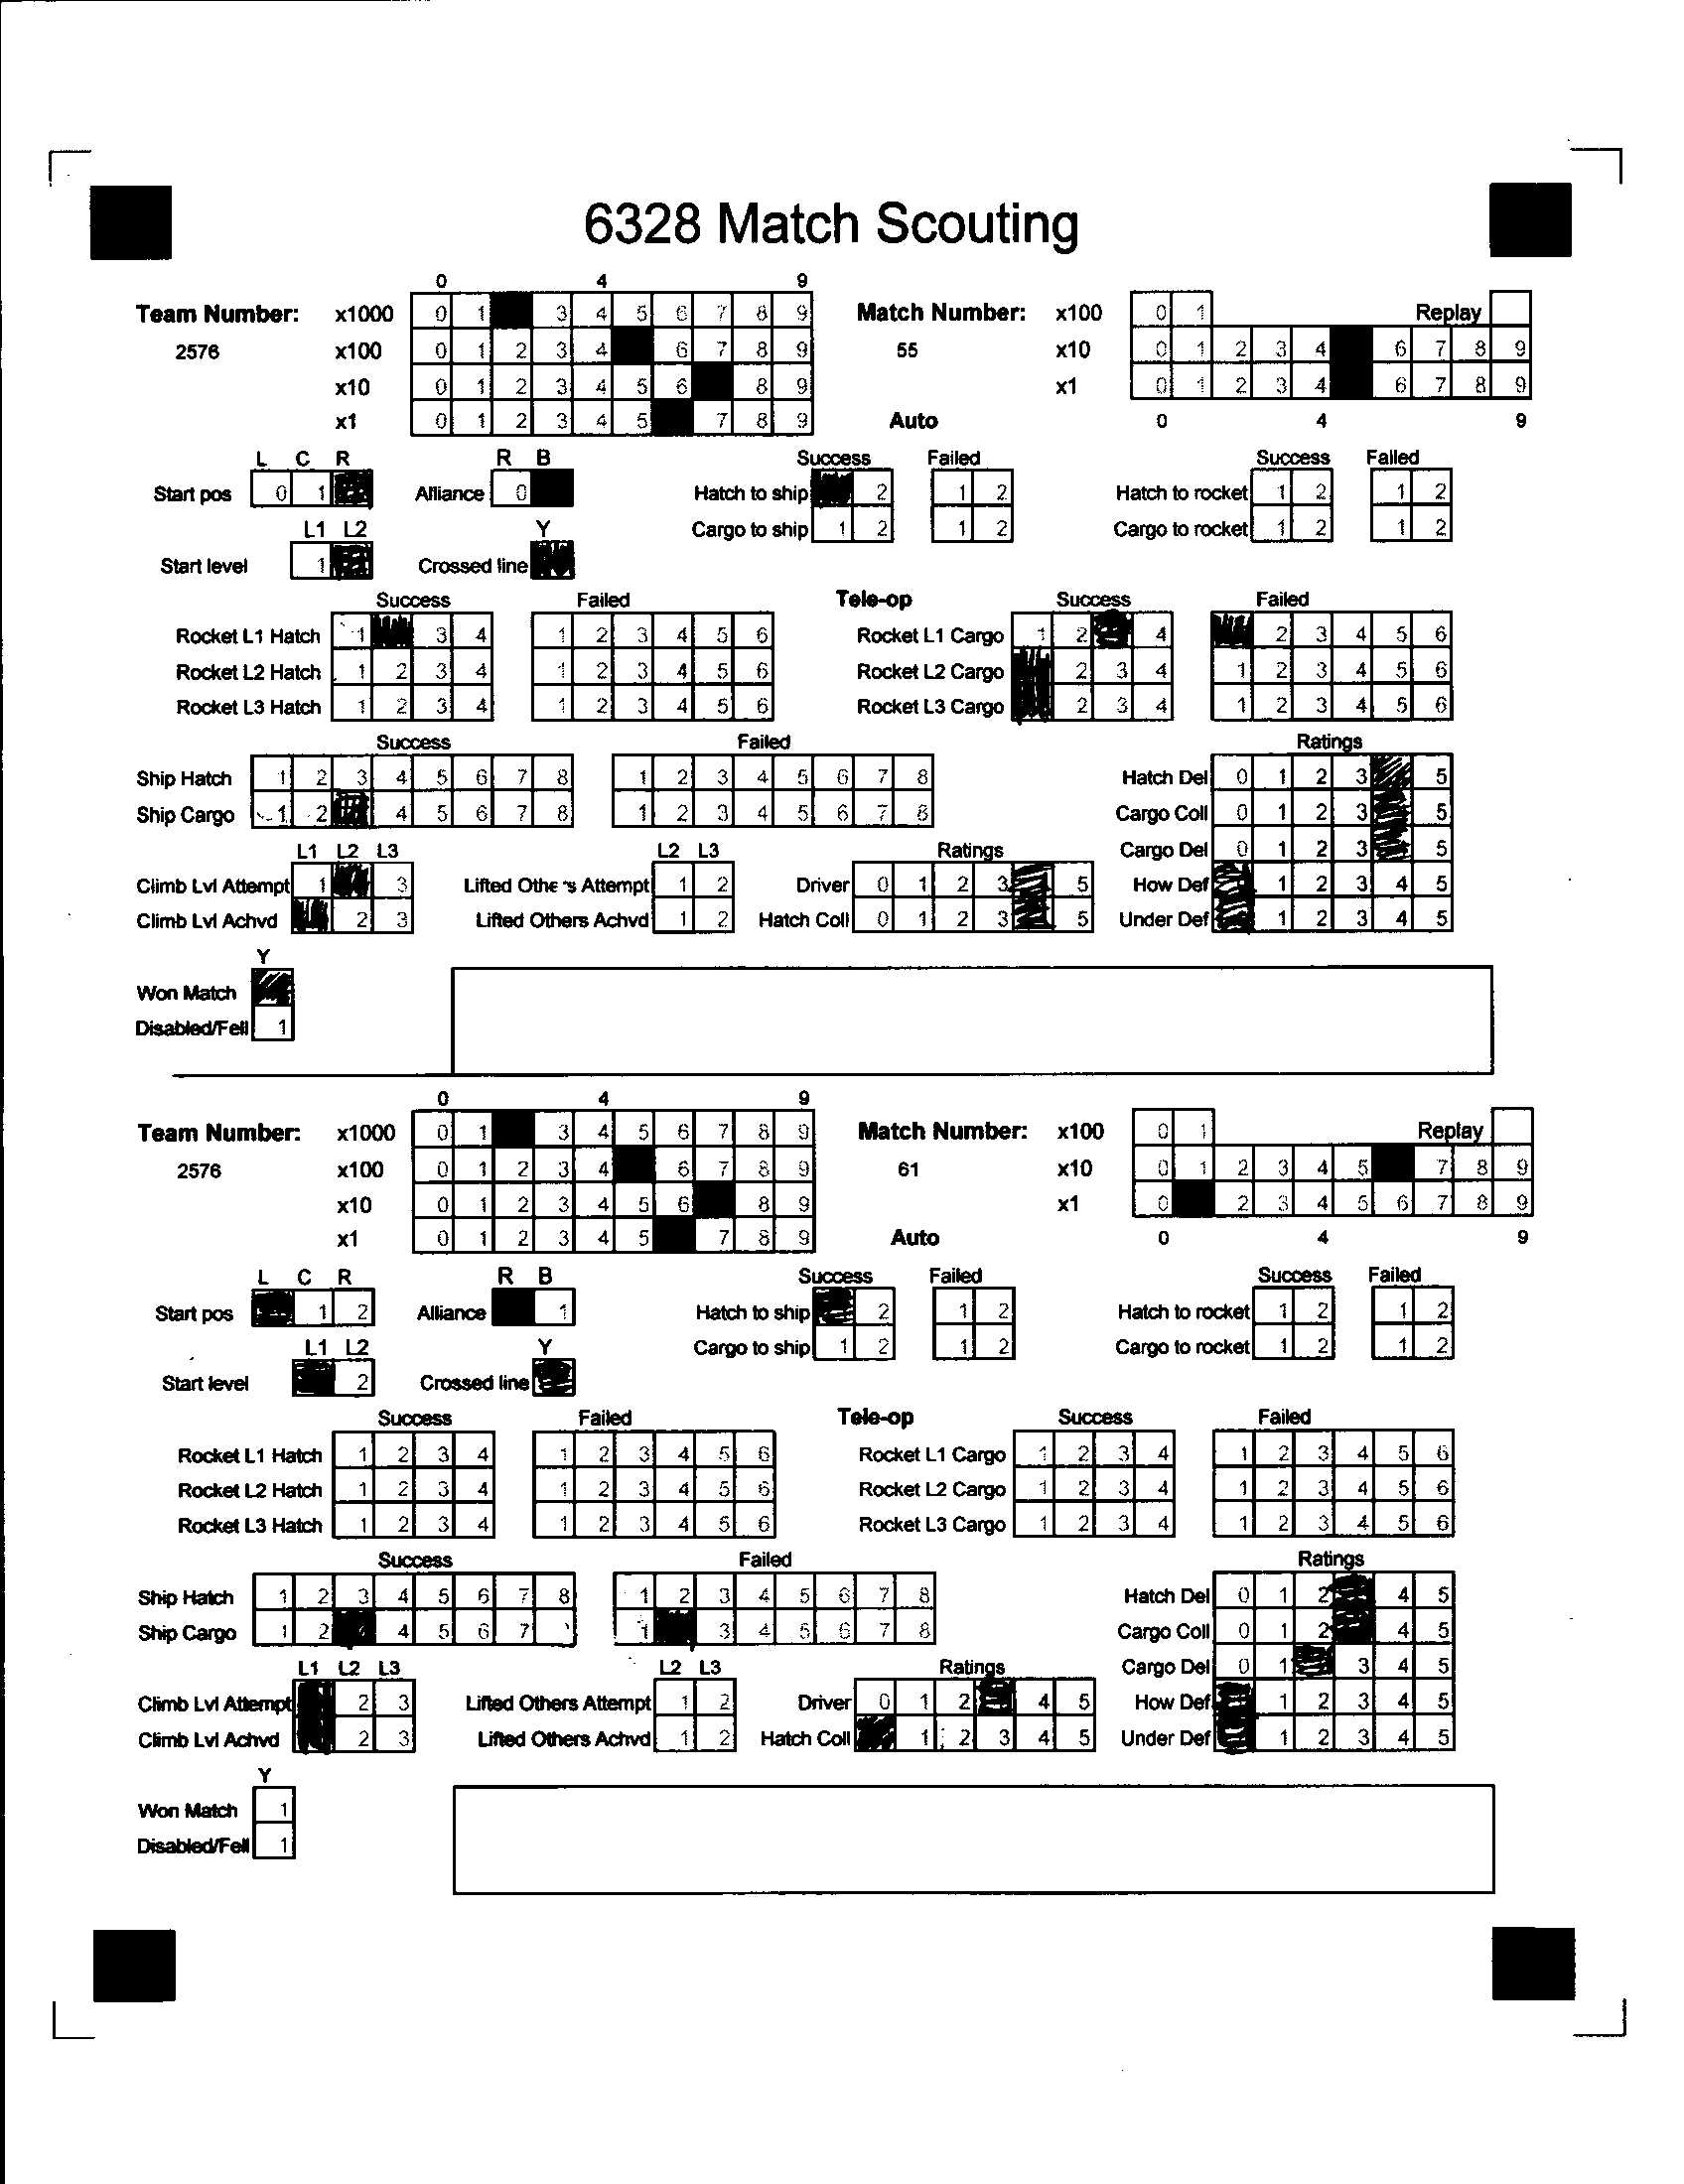 6328 Match Scouting
0 4 9
Team Number: x1000 0 1 3 4 5 6 7 8 9 Match Number: x100 0 1 Replay
2576 x100 0 1 2 3 4 6 7 8 9 55 x10 0 1 2 3 4 6 7 8 9
x10 0 1 2 3 4 5 6 8 9 x1 0 1 2 3 4 6 7 8 9
x1 0 1 2 3 4 5 7 8 9 Auto 0 4 9
L C R R B Success Failed Success Failed
Start pos 0 1 Alliance 0 Hatch to ship 2 1 2 Hatch to rocket 1 2 1 2
L1 L2 Y Cargo to ship 1 2 1 2 Cargo to rocket 1 2 1 2
Start level 1 Crossed line
Success Failed Tele-op Success Failed
Rocket L1 Hatch 1 3 4 1 2 3 4 5 6 Rocket L1 Cargo 1 2 4 2 3 4 5 6
Rocket L2 Hatch 1 2 3 4 1 2 3 4 5 6 Rocket L2 Cargo 2 3 4 1 2 3 4 5 6
Rocket L3 Hatch 1 2 3 4 1 2 3 4 5 6 Rocket L3 Cargo 2 3 4 1 2 3 4 5 6
Success Failed Ratings
Ship Hatch 1 2 3 4 5 6 7 8 1 2 3 4 5 6 7 8 Hatch Del 0 1 2 3 5
Ship Cargo 1 2 4 5 6 7 8 1 2 3 4 5 6 7 8 Cargo Coll 0 1 2 3 5
L1 L2 L3 L2 L3 Ratings Cargo Del 0 1 2 3 5
Climb Lvl Attempt 1 3 Lifted Othe 's Attempt 1 2 Driver 0 1 2 3 5 How Def 1 2 3 4 5
Climb Lvl Achvd 2 3 Lifted Others Achvd 1 2 Hatch Coll 0 1 2 3 5 Under Def 1 2 3 4 5
Y
Won Match
Disabled/Fell 1
0 4 9
Team Number: x1000 0 1 3 4 5 6 7 8 9 Match Number: x100 0 1 Replay
2576 x100 0 1 2 3 4 6 7 8 9 61 x10 0 1 2 3 4 5 7 8 9
x10 0 1 2 3 4 5 6 8 9 x1 0 2 3 4 5 6 7 8 9
x1 0 1 2 3 4 5 7 8 9 Auto 0 4 9
L C R R B Success Failed Success Failed
Start pos 1 2 Alliance 1 Hatch to ship 2 1 2 Hatch to rocket 1 2 1 2
L1 L2 Y Cargo to ship 1 2 1 2 Cargo to rocket 1 2 1 2
Start level 2 Crossed line
Success Failed Tele-op Success Failed
Rocket L1 Hatch 1 2 3 4 1 2 3 4 5 6 Rocket L1 Cargo 1 2 3 4 1 2 3 4 5 6
Rocket L2 Hatch 1 2 3 4 1 2 3 4 5 6 Rocket L2 Cargo 1 2 3 4 1 2 3 4 5 6
Rocket L3 Hatch 1 2 3 4 1 2 3 4 5 6 Rocket L3 Cargo 1 2 3 4 1 2 3 4 5 6
Success Failed Ratings
Ship Hatch 1 2 3 4 5 6 7 8 1 2 3 4 5 6 7 8 Hatch Del 0 1 2 4 5
Ship Cargo 1 2 4 5 6 7 1 3 4 5 6 7 8 Cargo Coll 0 1 2 4 5
L1 L2 L3 L2 L3 Ratings Cargo Del 0 1 3 4 5
Climb Lvl Attempt 2 3 Lifted Others Attempt 1 2 Driver 0 1 2 4 5 How Def 1 2 3 4 5
Climb Lvl Achvd 2 3 Lifted Others Achvd 1 2 Hatch Coll 1 2 3 4 5 Under Def 1 2 3 4 5
Y
Won Match 1
Disabled/Fell 1